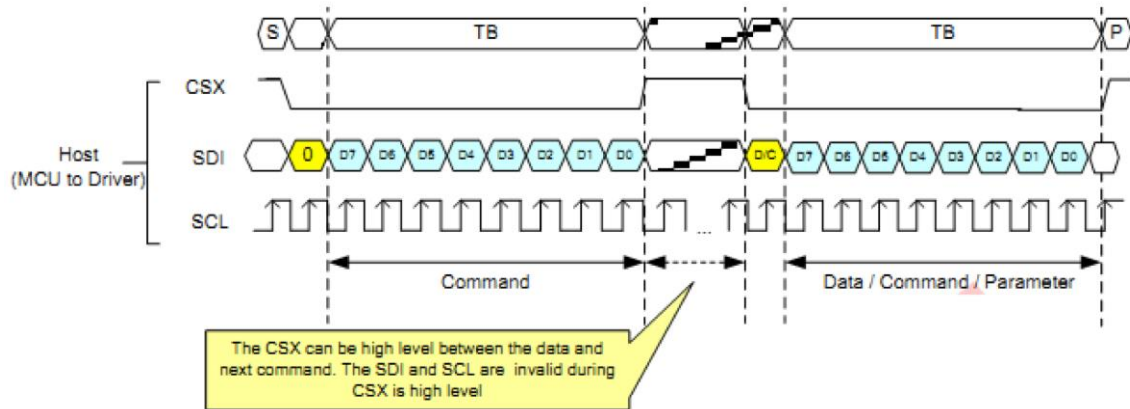 S TB TB P
CSX
Host
(MCU to Driver)
SDI 0 D7 D6 D5 D4 D3 D2 D1 D0 D/C D7 D6 D5 D4 D3 D2 D1 D0
SCL ...
Command
Data / Command / Parameter
The CSX can be high level between the data and
next command. The SDI and SCL are invalid during
CSX is high level